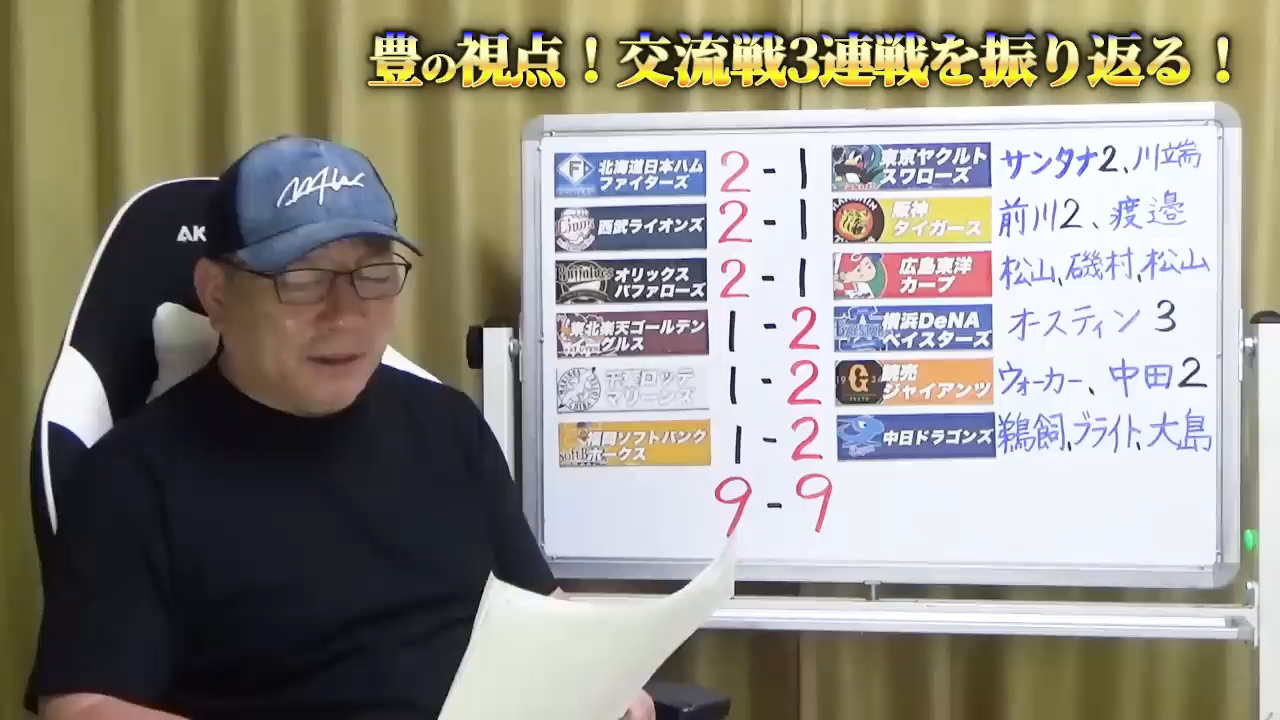 豊の視点！交流戦3連戦を振り返る！
北海道日本ハム
ファイターズ
2 - 1
東京ヤクルト
スワローズ
サンタナ2、川端
西武ライオンズ
2 - 1
阪神
タイガース
前川2、渡邉
オリックス
バファローズ
2 - 1
広島東洋
カープ
松山、磯村、松山
東北楽天ゴールデン
イーグルス
1 - 2
横浜DeNA
ベイスターズ
オースティン 3
千葉ロッテ
マリーンズ
1 - 2
読売
ジャイアンツ
ウォーカー、中田2
福岡ソフトバンク
ホークス
1 - 2
中日ドラゴンズ
鵜飼、ブライト、大島
9 - 9
AK